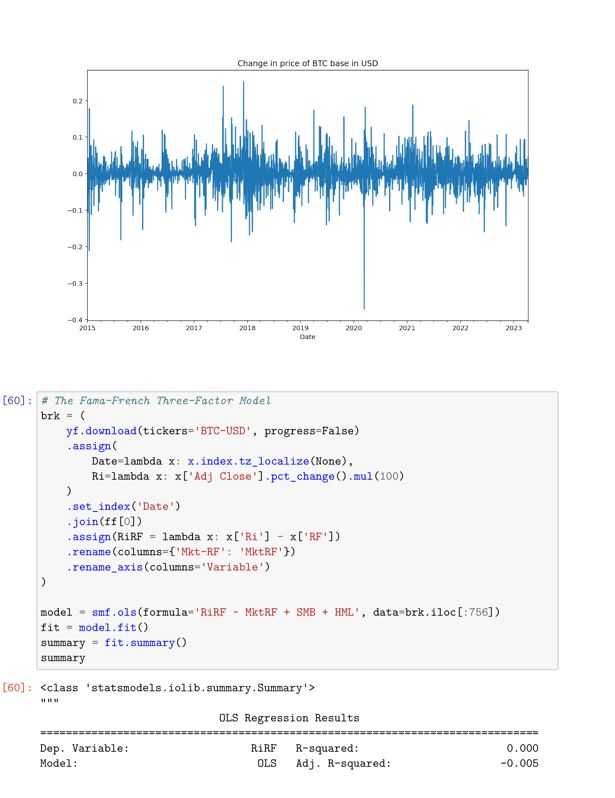 Change in price of BTC base in USD
0.2
0.1
0.0
−0.1
−0.2
−0.3
−0.4
2015 2016 2017 2018 2019 2020 2021 2022 2023
Date
[60]: # The Fama-French Three-Factor Model
brk = (
    yf.download(tickers='BTC-USD', progress=False)
    .assign(
        Date=lambda x: x.index.tz_localize(None),
        Ri=lambda x: x['Adj Close'].pct_change().mul(100)
    )
    .set_index('Date')
    .join(ff[0])
    .assign(RiRF = lambda x: x['Ri'] - x['RF'])
    .rename(columns={'Mkt-RF': 'MktRF'})
    .rename_axis(columns='Variable')
)
model = smf.ols(formula='RiRF ~ MktRF + SMB + HML', data=brk.iloc[:756])
fit = model.fit()
summary = fit.summary()
summary
[60]: <class 'statsmodels.iolib.summary.Summary'>
"""
OLS Regression Results
==============================================================================
Dep. Variable: RiRF R-squared: 0.000
Model: OLS Adj. R-squared: -0.005